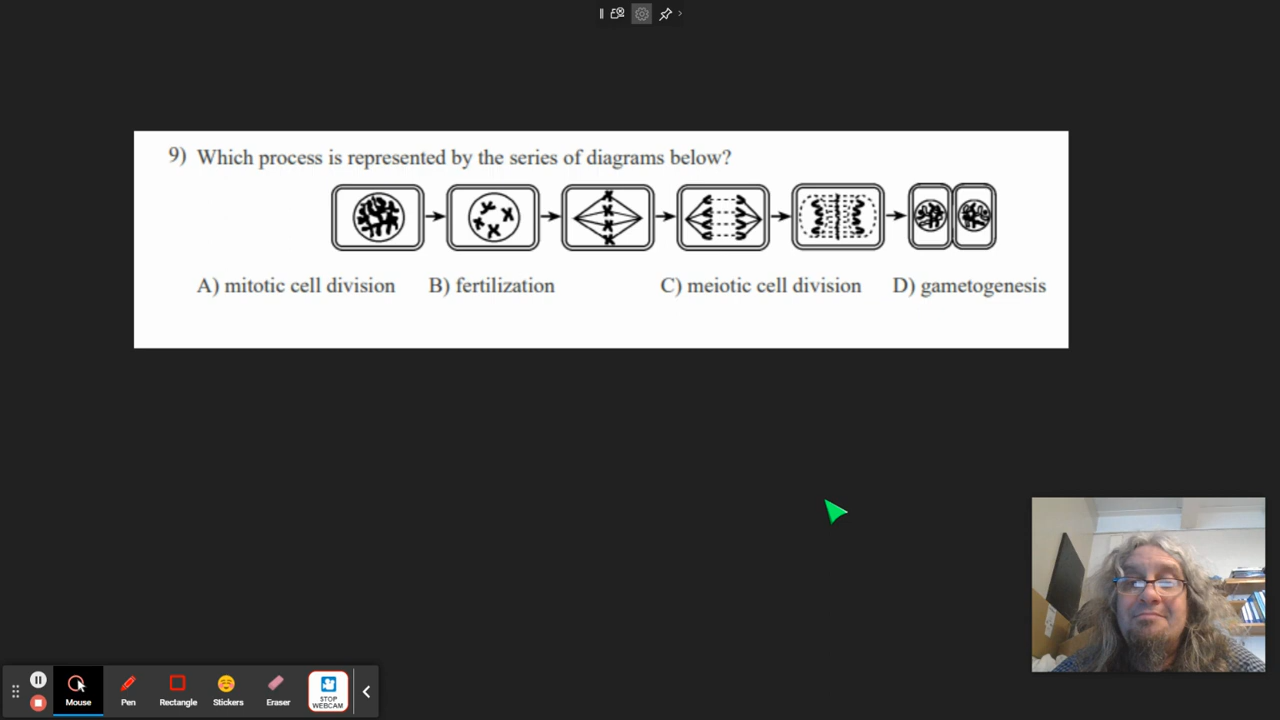 9) Which process is represented by the series of diagrams below?
A) mitotic cell division B) fertilization C) meiotic cell division D) gametogenesis
Mouse Pen Rectangle Stickers Eraser STOP
WEBCAM